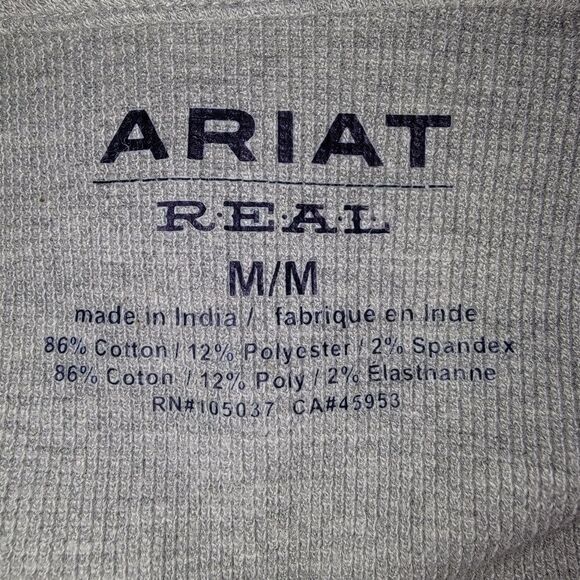 ARIAT
R·E·A·L
M/M
made in India / fabrique en Inde
86% Cotton / 12% Polyester / 2% Spandex
86% Coton / 12% Poly / 2% Elasthanne
RN#105037 CA#45953